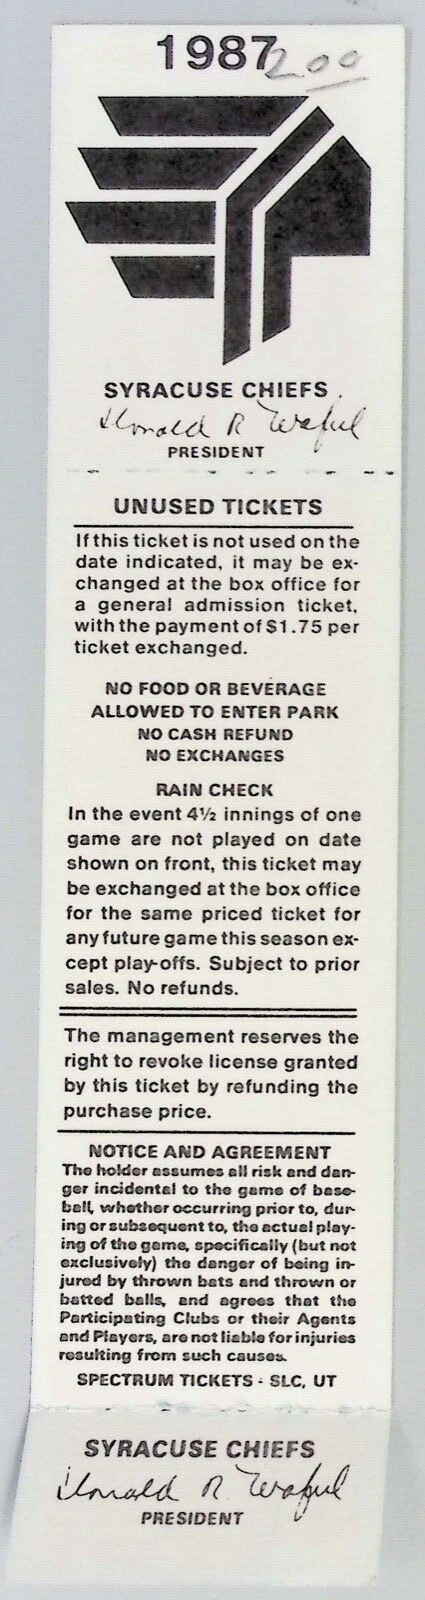 1987
2.00
SYRACUSE CHIEFS
Donald R Waful
PRESIDENT
UNUSED TICKETS
If this ticket is not used on the
date indicated, it may be ex-
changed at the box office for
a general admission ticket,
with the payment of $1.75 per
ticket exchanged.
NO FOOD OR BEVERAGE
ALLOWED TO ENTER PARK
NO CASH REFUND
NO EXCHANGES
RAIN CHECK
In the event 4½ innings of one
game are not played on date
shown on front, this ticket may
be exchanged at the box office
for the same priced ticket for
any future game this season ex-
cept play-offs. Subject to prior
sales. No refunds.
The management reserves the
right to revoke license granted
by this ticket by refunding the
purchase price.
NOTICE AND AGREEMENT
The holder assumes all risk and dan-
ger incidental to the game of base-
ball, whether occurring prior to, dur-
ing or subsequent to, the actual play-
ing of the game, specifically (but not
exclusively) the danger of being in-
jured by thrown bats and thrown or
batted balls, and agrees that the
Participating Clubs or their Agents
and Players, are not liable for injuries
resulting from such causes.
SPECTRUM TICKETS - SLC, UT
SYRACUSE CHIEFS
Donald R. Waful
PRESIDENT